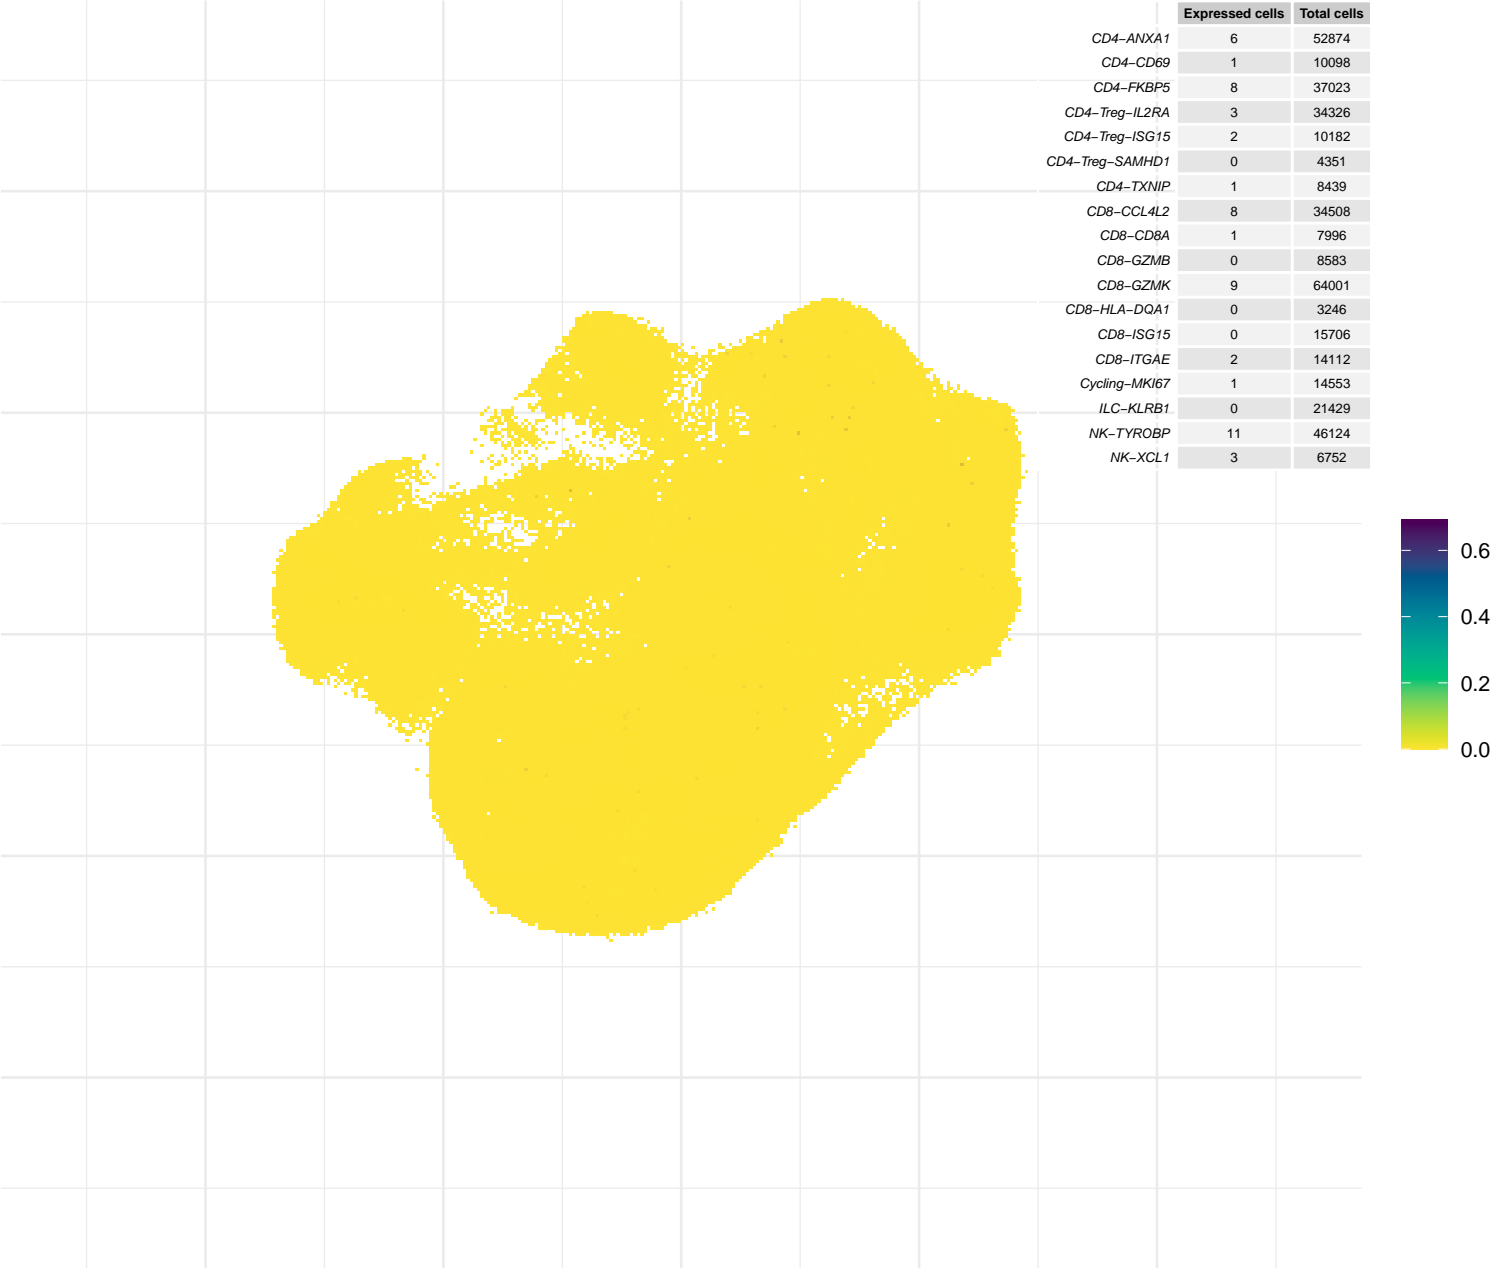 Expressed cells Total cells
CD4−ANXA1 6 52874
CD4−CD69 1 10098
CD4−FKBP5 8 37023
CD4−Treg−IL2RA 3 34326
CD4−Treg−ISG15 2 10182
CD4−Treg−SAMHD1 0 4351
CD4−TXNIP 1 8439
CD8−CCL4L2 8 34508
CD8−CD8A 1 7996
CD8−GZMB 0 8583
CD8−GZMK 9 64001
CD8−HLA−DQA1 0 3246
CD8−ISG15 0 15706
CD8−ITGAE 2 14112
Cycling−MKI67 1 14553
ILC−KLRB1 0 21429
NK−TYROBP 11 46124
NK−XCL1 3 6752
0.6
0.4
0.2
0.0